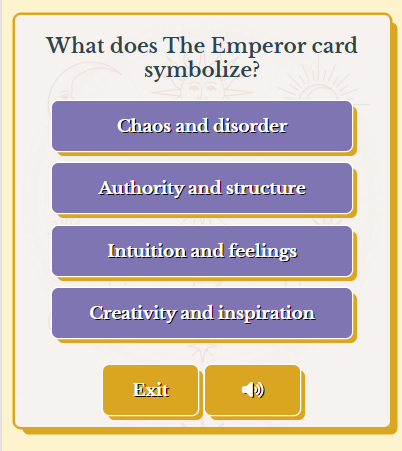 What does The Emperor card
symbolize?
Chaos and disorder
Authority and structure
Intuition and feelings
Creativity and inspiration
Exit